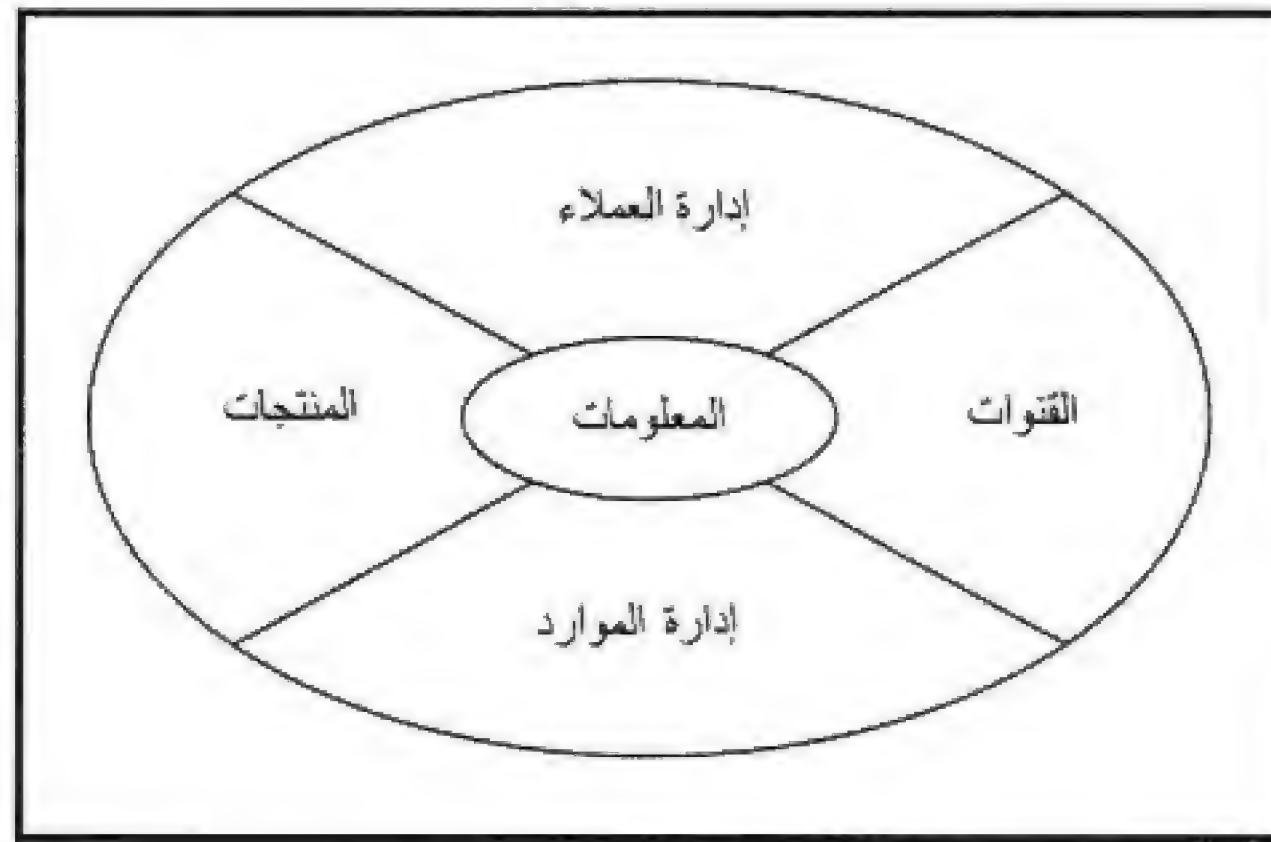 إدارة العملاء
القنوات
المعلومات
المنتجات
إدارة الموارد